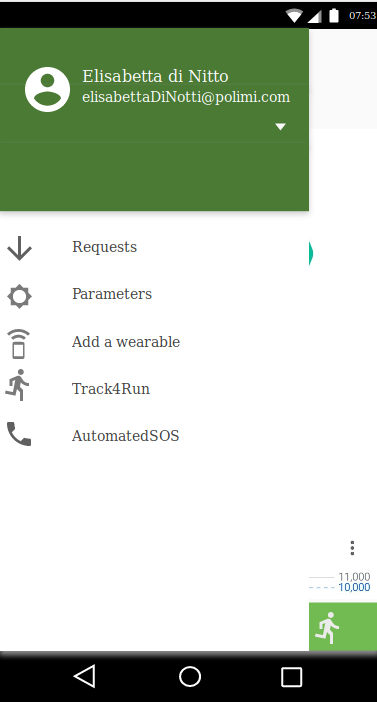 07:53
Elisabetta di Nitto
elisabettaDiNotti@polimi.com
Requests
Parameters
Add a wearable
Track4Run
AutomatedSOS
11,000
10,000